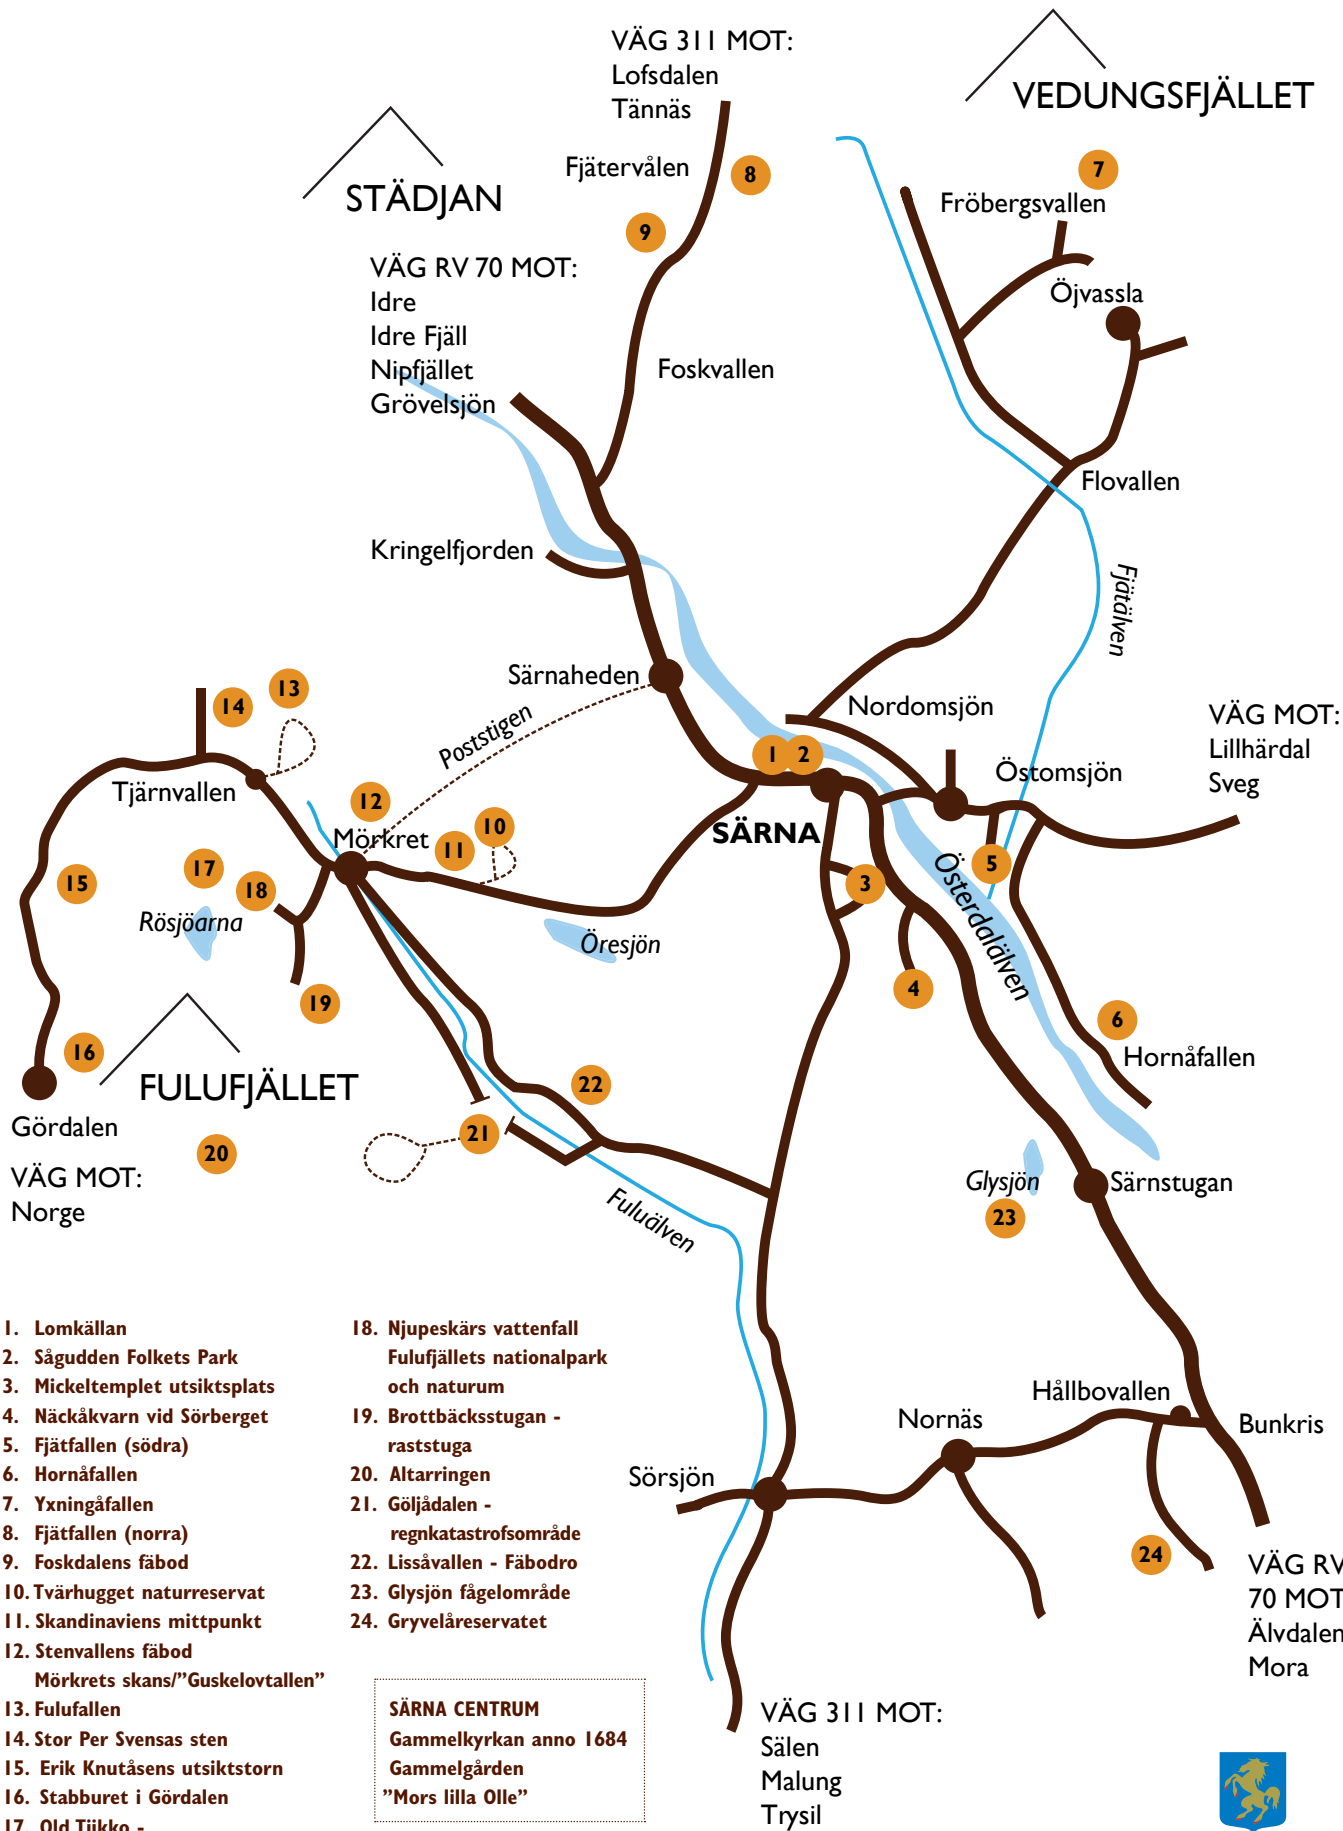 VÄG 311 MOT:
Lofsdalen
Tännäs
VEDUNGSFJÄLLET
Fjätervålen
8
7
STÄDJAN
Fröbergsvallen
9
VÄG RV 70 MOT:
Idre
Idre Fjäll
Nipfjället
Grövelsjön
Öjvassla
Foskvallen
Flovallen
Kringelfjorden
Fjätälven
Särnaheden
13
14
Poststigen
Nordomsjön
VÄG MOT:
Lillhärdal
Sveg
1 2
Östomsjön
Tjärnvallen
12
Mörkret
10
11
SÄRNA
5
17
15
18
3
Österdalälven
Rösjöarna
Öresjön
19
4
6
16
Hornåfallen
FULUFJÄLLET
22
Gördalen
21
20
VÄG MOT:
Norge
Glysjön
Särnstugan
23
Fuluälven
1. Lomkällan
2. Sågudden Folkets Park
3. Mickeltemplet utsiktsplats
4. Näckåkvarn vid Sörberget
5. Fjätfallen (södra)
6. Hornåfallen
7. Yxningåfallen
8. Fjätfallen (norra)
9. Foskdalens fäbod
10. Tvärhugget naturreservat
11. Skandinaviens mittpunkt
12. Stenvallens fäbod
Mörkrets skans/”Guskelovtallen”
13. Fulufallen
14. Stor Per Svensas sten
15. Erik Knutåsens utsiktstorn
16. Stabburet i Gördalen
17. Old Tjikko -
18. Njupeskärs vattenfall
Fulufjällets nationalpark
och naturum
19. Brottbäcksstugan -
raststuga
20. Altarringen
21. Göljådalen -
regnkatastrofsområde
22. Lissåvallen - Fäbodro
23. Glysjön fågelområde
24. Gryvelåreservatet
SÄRNA CENTRUM
Gammelkyrkan anno 1684
Gammelgården
”Mors lilla Olle”
Hållbovallen
Nornäs
Bunkris
Sörsjön
24
VÄG RV
70 MOT
Älvdalen
Mora
VÄG 311 MOT:
Sälen
Malung
Trysil